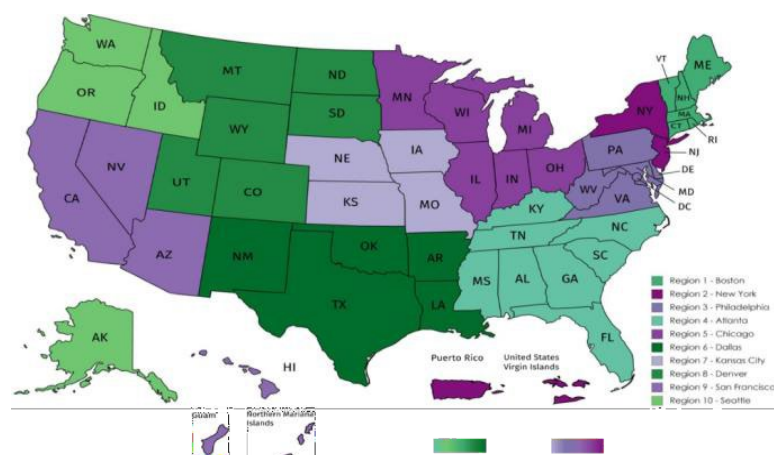 WA
OR
ID
MT
ND
SD
WY
UT
CO
CA
NV
AZ
NM
NE
KS
IA
MO
OK
TX
AR
LA
MN
WI
MI
IL
IN
OH
KY
TN
MS
AL
GA
FL
SC
NC
VA
WV
PA
NY
VT
ME
NH
MA
CT
RI
NJ
DE
MD
DC
AK
HI
Puerto Rico
United States
Virgin Islands
Region 1 - Boston
Region 2 - New York
Region 3 - Philadelphia
Region 4 - Atlanta
Region 5 - Chicago
Region 6 - Dallas
Region 7 - Kansas City
Region 8 - Denver
Region 9 - San Francisco
Region 10 - Seattle
Guam
Northern Mariana
Islands